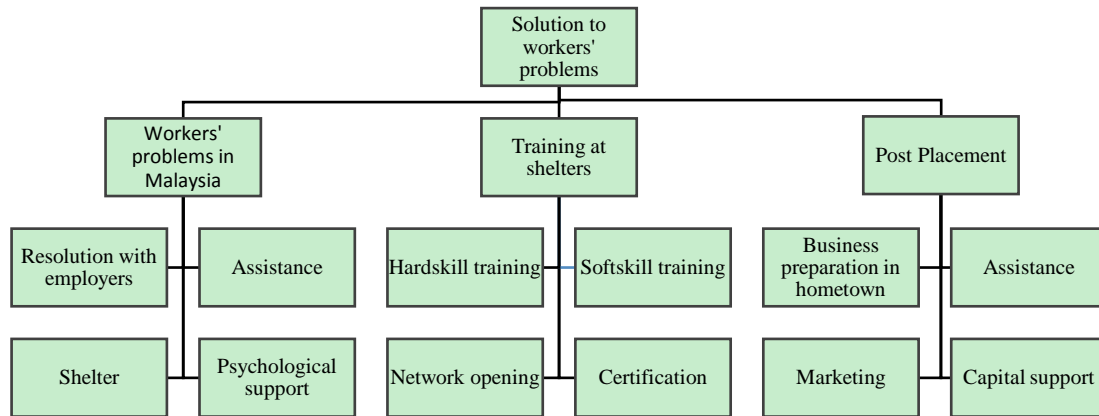 Solution to
workers'
problems
Workers'
problems in
Malaysia
Training at
shelters
Post Placement
Resolution with
employers
Assistance
Hardskill training
Softskill training
Business
preparation in
hometown
Assistance
Shelter
Psychological
support
Network opening
Certification
Marketing
Capital support